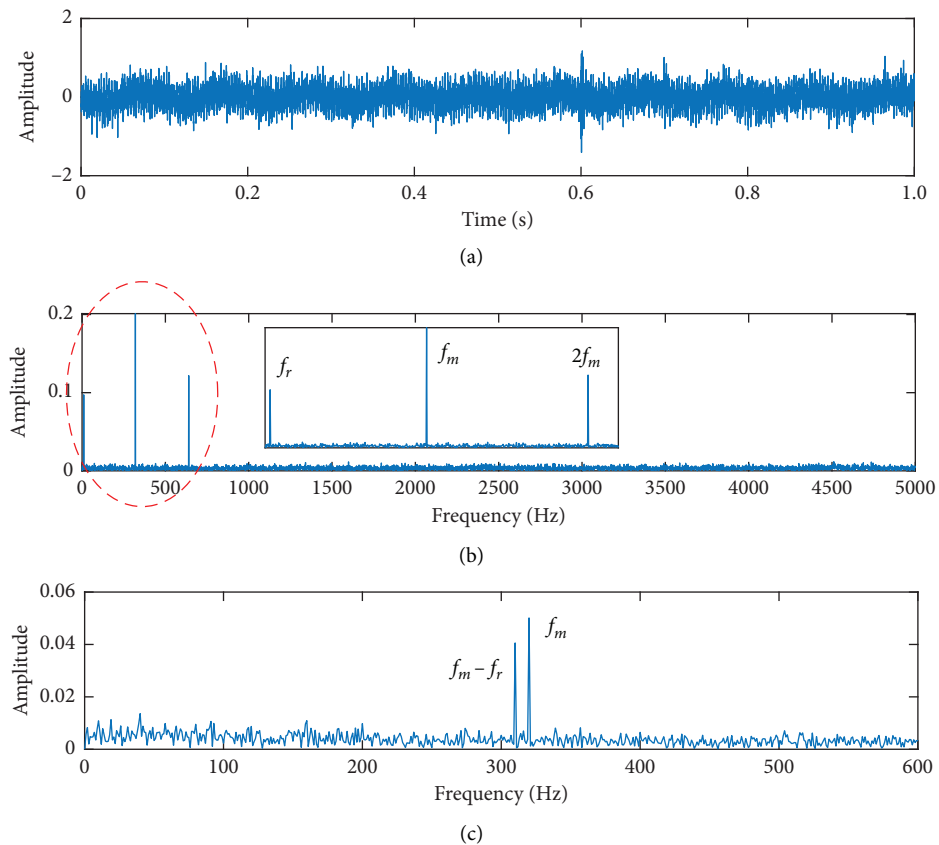 2
0
−2
Amplitude
0 0.2 0.4 0.6 0.8 1.0
Time (s)
(a)
0.2
0.1
0
Amplitude
f_r
f_m
2f_m
0 500 1000 1500 2000 2500 3000 3500 4000 4500 5000
Frequency (Hz)
(b)
0.06
0.04
0.02
0
Amplitude
f_m
f_m – f_r
0 100 200 300 400 500 600
Frequency (Hz)
(c)